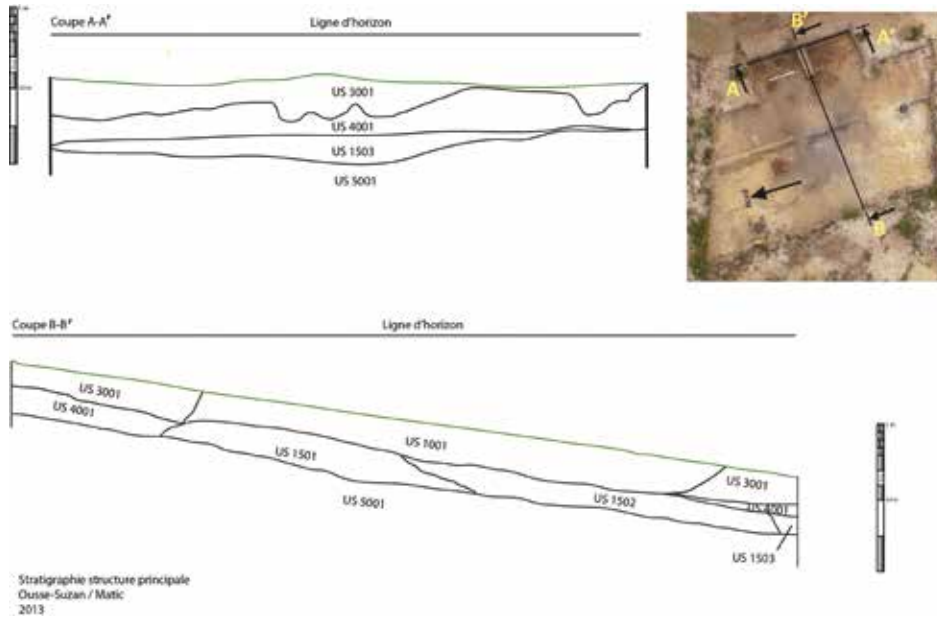 Coupe A-A'
Ligne d'horizon
US 3001
US 4001
US 1503
US 5001
B'
A'
A
B
Coupe B-B'
Ligne d'horizon
US 3001
US 4001
US 1001
US 1501
US 3001
US 1502
US 4001
US 5001
US 1503
Stratigraphie structure principale
Ousse-Suzan / Matic
2013